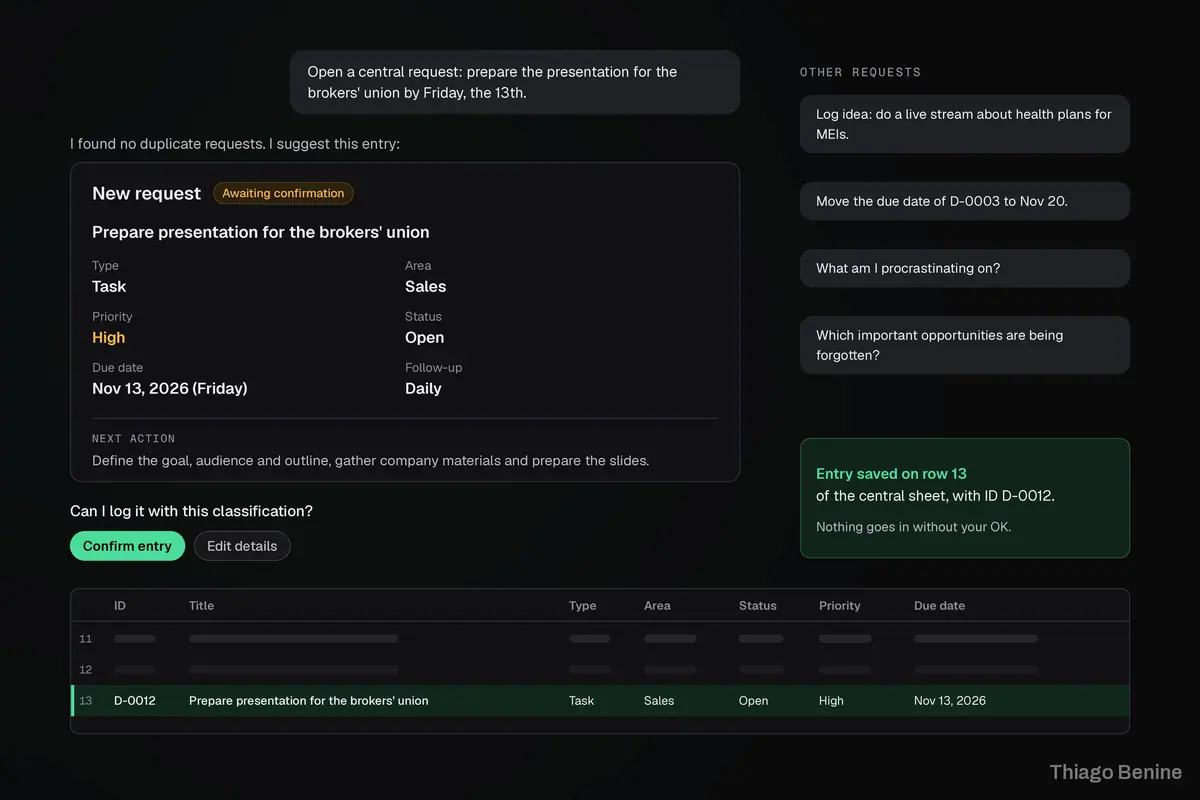 Open a central request: prepare the presentation for the
brokers' union by Friday, the 13th.
I found no duplicate requests. I suggest this entry:
New request
Awaiting confirmation
Prepare presentation for the brokers' union
Type
Area
Task
Sales
Priority
Status
High
Open
Due date
Follow-up
Nov 13, 2026 (Friday)
Daily
NEXT ACTION
Define the goal, audience and outline, gather company materials and prepare the slides.
Can I log it with this classification?
Confirm entry
Edit details
OTHER REQUESTS
Log idea: do a live stream about health plans for
MEIs.
Move the due date of D-0003 to Nov 20.
What am I procrastinating on?
Which important opportunities are being
forgotten?
Entry saved on row 13
of the central sheet, with ID D-0012.
Nothing goes in without your OK.
ID Title Type Area Status Priority Due date
11
12
13 D-0012 Prepare presentation for the brokers' union Task Sales Open High Nov 13, 2026
Thiago Benine